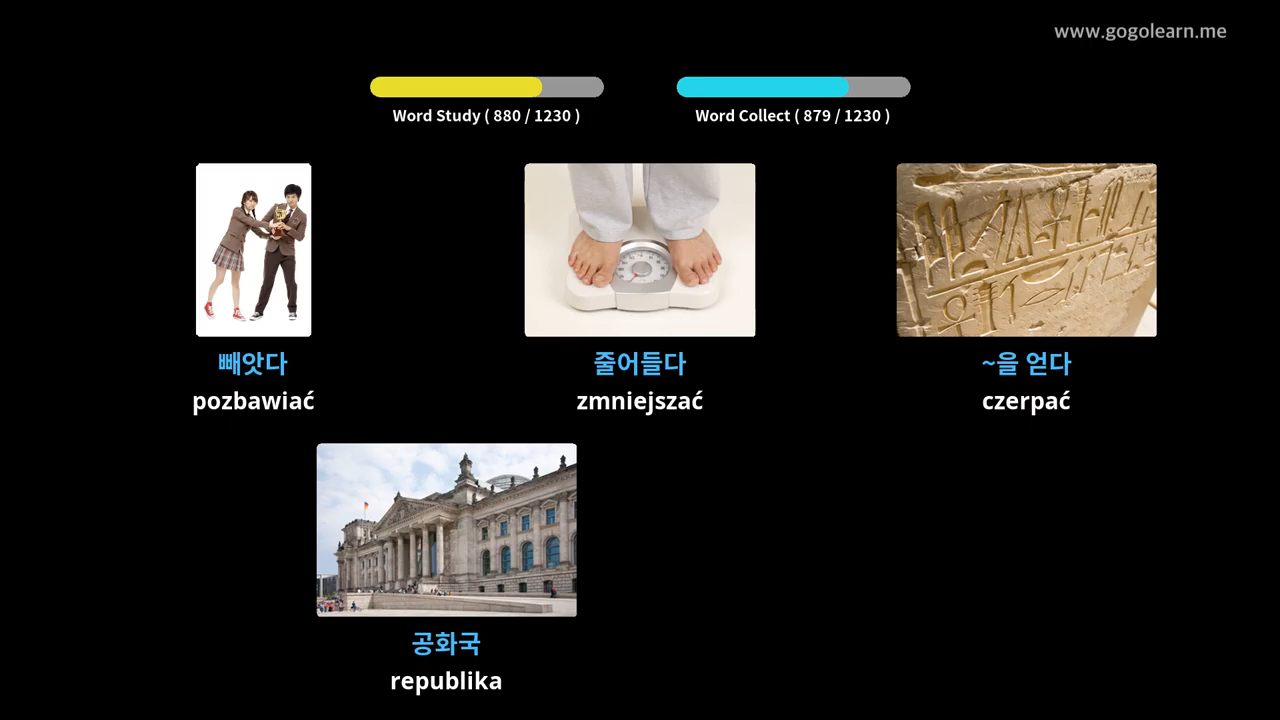 www.gogolearn.me
Word Study ( 880 / 1230 )
Word Collect ( 879 / 1230 )
빼앗다
pozbawiać
줄어들다
zmniejszać
~을 얻다
czerpać
공화국
republika